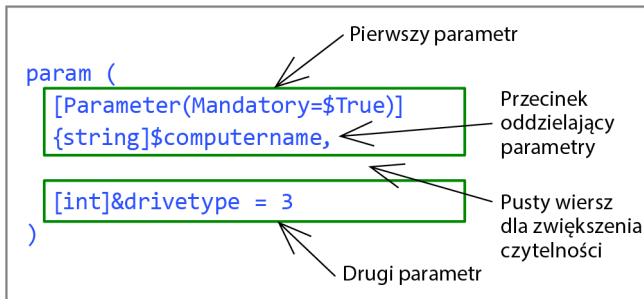 Pierwszy parametr
param (
[Parameter(Mandatory=$True)]
{string]$computername,
Przecinek
oddzielający
parametry
[int]&drivetype = 3
)
Pusty wiersz
dla zwiększenia
czytelności
Drugi parametr